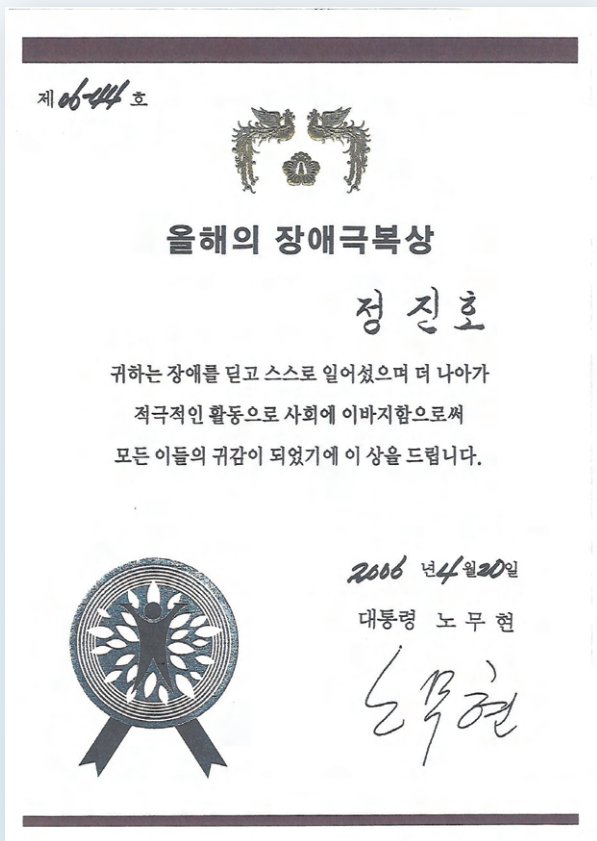 제 06-44 호
올해의 장애극복상
정 진 호
귀하는 장애를 딛고 스스로 일어섰으며 더 나아가
적극적인 활동으로 사회에 이바지함으로써
모든 이들의 귀감이 되었기에 이 상을 드립니다.
2006 년 4 월 20 일
대통령 노 무 현
노무현